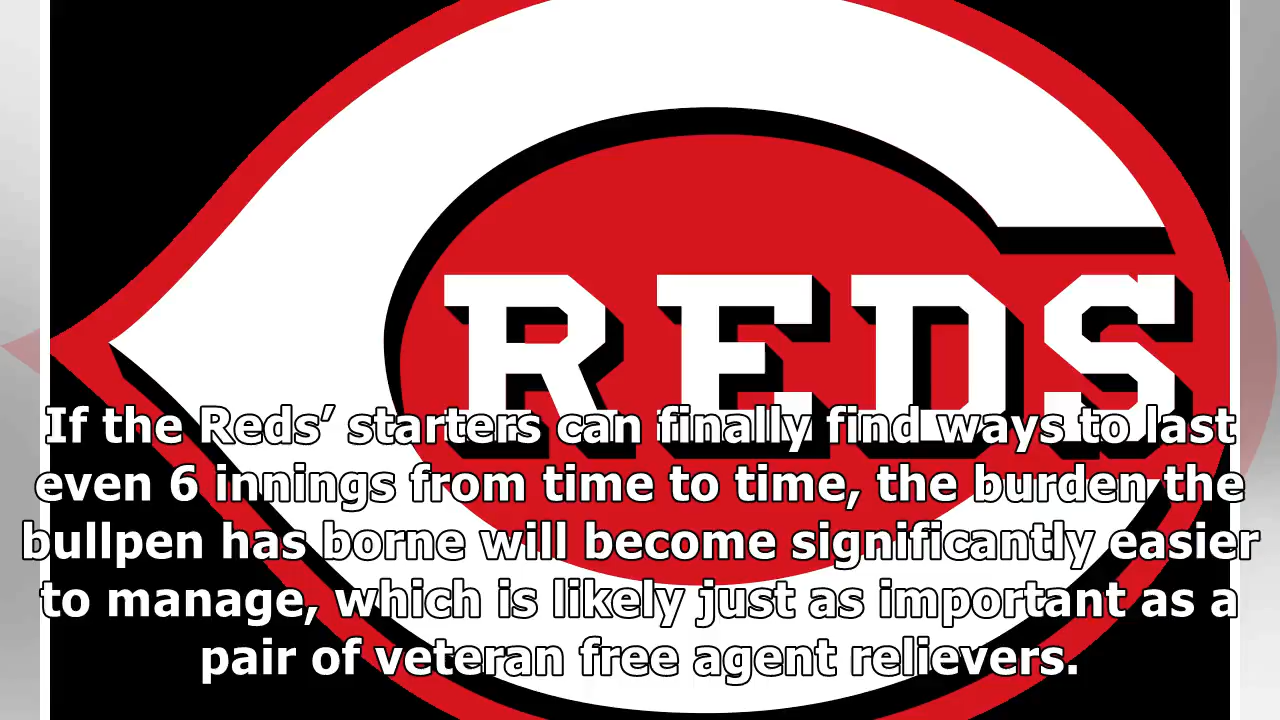 REDS
If the Reds’ starters can finally find ways to last
even 6 innings from time to time, the burden the
bullpen has borne will become significantly easier
to manage, which is likely just as important as a
pair of veteran free agent relievers.